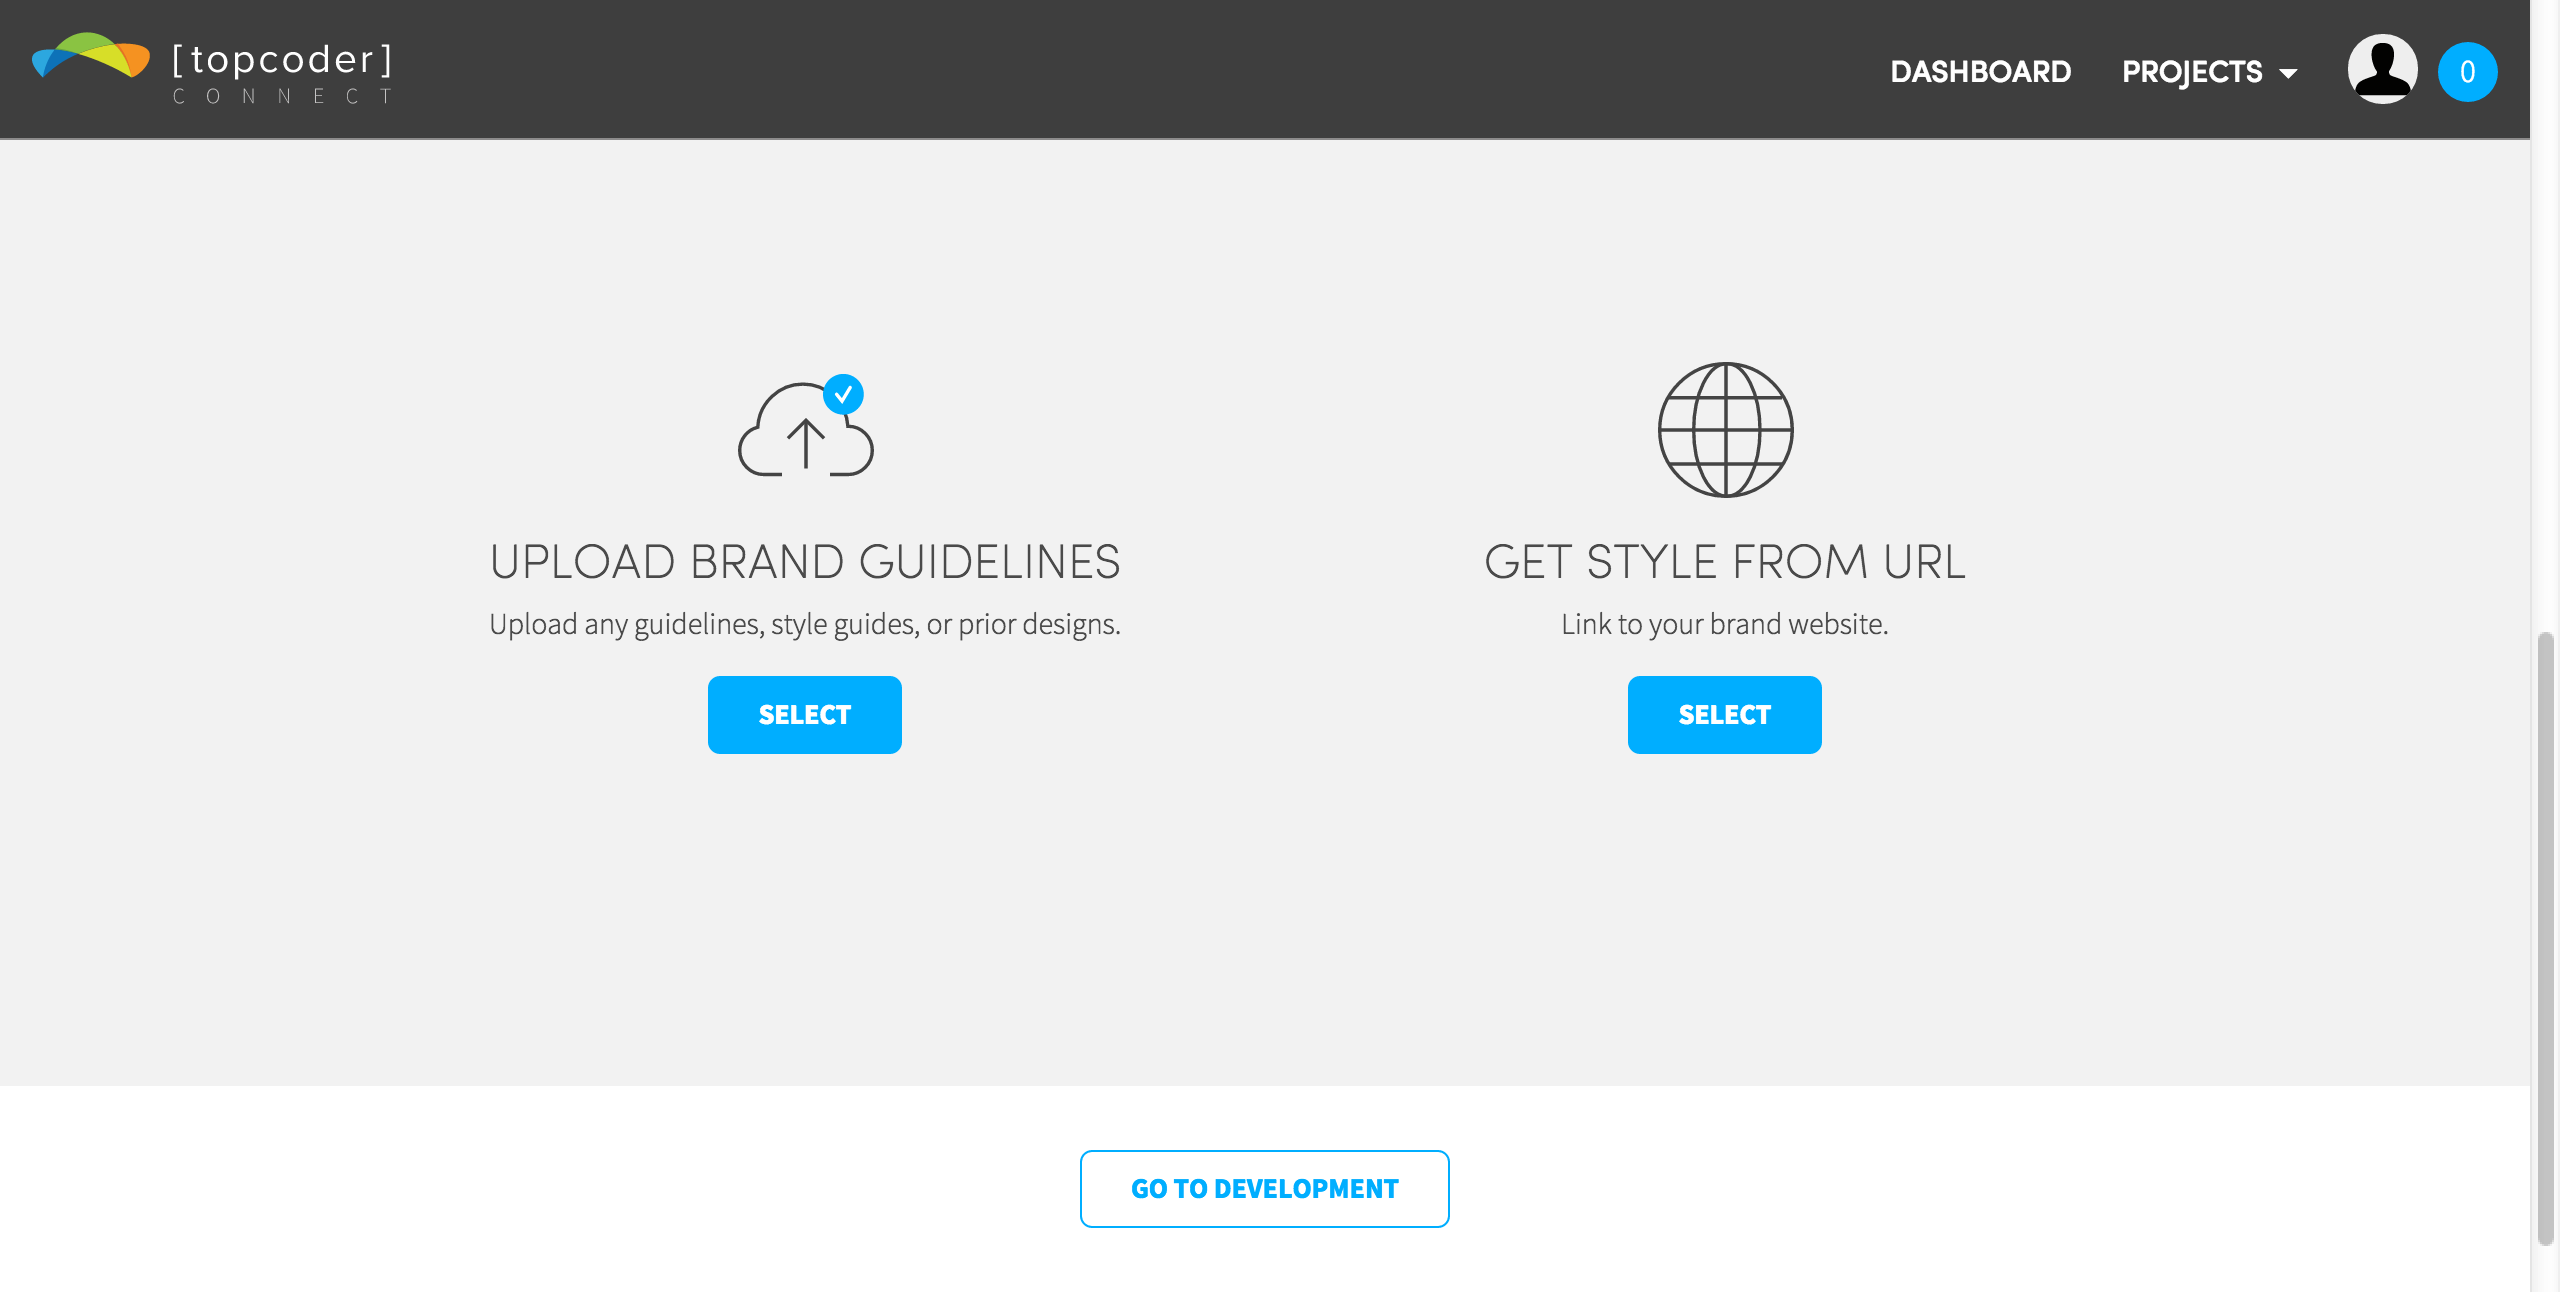 [topcoder]
CONNECT
DASHBOARD
PROJECTS
0
UPLOAD BRAND GUIDELINES
Upload any guidelines, style guides, or prior designs.
SELECT
GET STYLE FROM URL
Link to your brand website.
SELECT
GO TO DEVELOPMENT